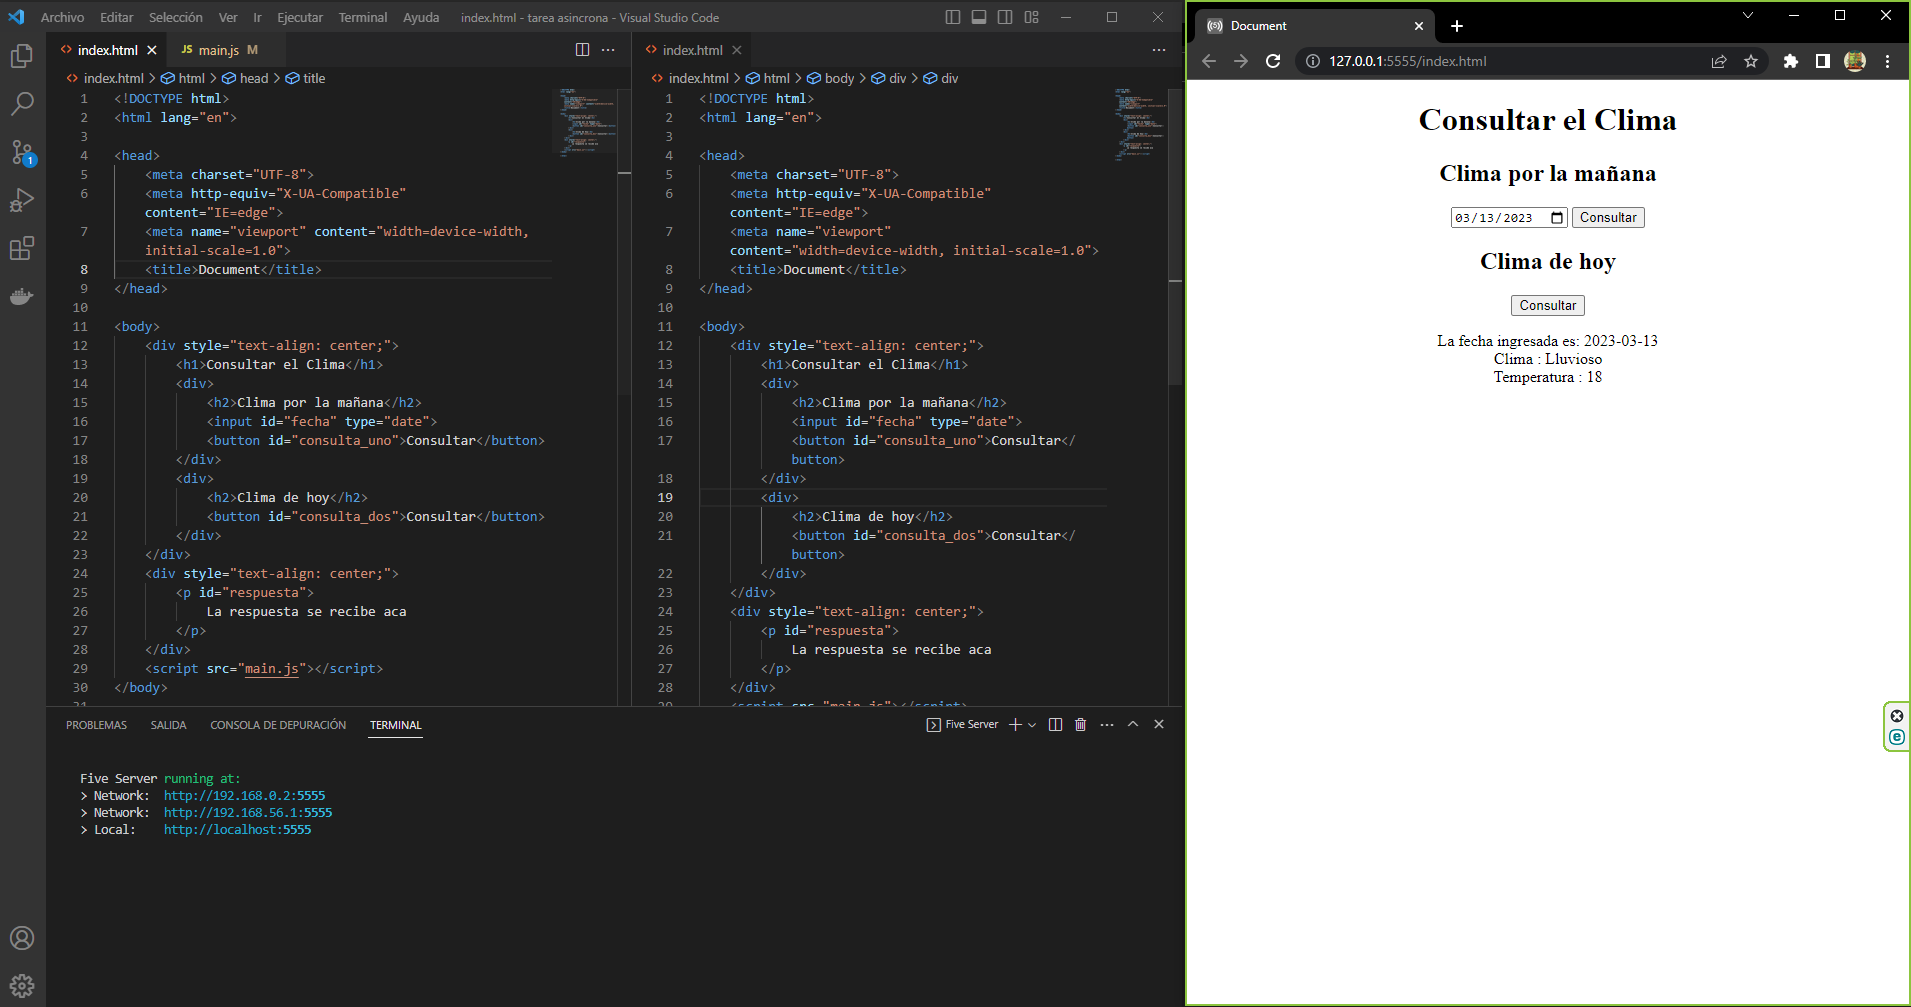 Archivo Editar Selección Ver Ir Ejecutar Terminal Ayuda index.html - tarea asincrona - Visual Studio Code
index.html JS main.js M
index.html > html > head > title
1 <!DOCTYPE html>
2 <html lang="en">
3
4 <head>
5 <meta charset="UTF-8">
6 <meta http-equiv="X-UA-Compatible"
content="IE=edge">
7 <meta name="viewport" content="width=device-width,
initial-scale=1.0">
8 <title>Document</title>
9 </head>
10
11 <body>
12 <div style="text-align: center;">
13 <h1>Consultar el Clima</h1>
14 <div>
15 <h2>Clima por la mañana</h2>
16 <input id="fecha" type="date">
17 <button id="consulta_uno">Consultar</button>
18 </div>
19 <div>
20 <h2>Clima de hoy</h2>
21 <button id="consulta_dos">Consultar</button>
22 </div>
23 </div>
24 <div style="text-align: center;">
25 <p id="respuesta">
26 La respuesta se recibe aca
27 </p>
28 </div>
29 <script src="main.js"></script>
30 </body>
31
index.html
index.html > html > body > div > div
1 <!DOCTYPE html>
2 <html lang="en">
3
4 <head>
5 <meta charset="UTF-8">
6 <meta http-equiv="X-UA-Compatible"
content="IE=edge">
7 <meta name="viewport"
content="width=device-width, initial-scale=1.0">
8 <title>Document</title>
9 </head>
10
11 <body>
12 <div style="text-align: center;">
13 <h1>Consultar el Clima</h1>
14 <div>
15 <h2>Clima por la mañana</h2>
16 <input id="fecha" type="date">
17 <button id="consulta_uno">Consultar</
button>
18 </div>
19 <div>
20 <h2>Clima de hoy</h2>
21 <button id="consulta_dos">Consultar</
button>
22 </div>
23 </div>
24 <div style="text-align: center;">
25 <p id="respuesta">
26 La respuesta se recibe aca
27 </p>
28 </div>
29 <script src="main.js"></script>
1
PROBLEMAS SALIDA CONSOLA DE DEPURACIÓN TERMINAL Five Server
Five Server running at:
> Network: http://192.168.0.2:5555
> Network: http://192.168.56.1:5555
> Local: http://localhost:5555
Document
127.0.0.1:5555/index.html
Consultar el Clima
Clima por la mañana
03/13/2023 Consultar
Clima de hoy
Consultar
La fecha ingresada es: 2023-03-13
Clima : Lluvioso
Temperatura : 18